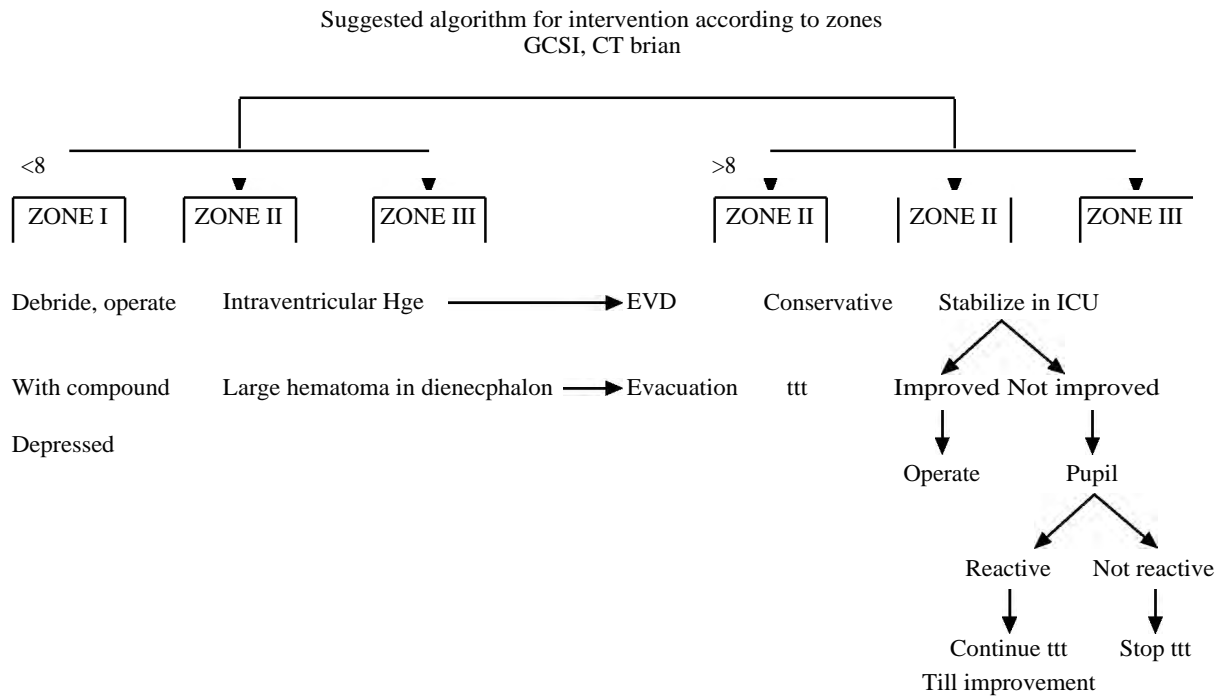 Suggested algorithm for intervention according to zones
GCSI, CT brian
<8
>8
ZONE I
ZONE II
ZONE III
ZONE II
ZONE II
ZONE III
Debride, operate
Intraventricular Hge
EVD
Conservative
Stabilize in ICU
With compound
Large hematoma in dienecphalon
Evacuation
ttt
Improved
Not improved
Depressed
Operate
Pupil
Reactive
Not reactive
Continue ttt
Stop ttt
Till improvement